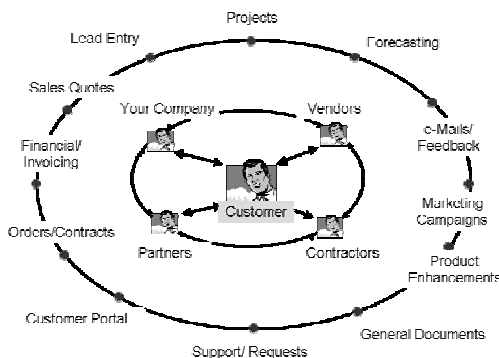 Projects
Lead Entry
Forecasting
Sales Quotes
Your Company
Vendors
e-Mails/
Feedback
Financial/
Invoicing
Customer
Marketing
Campaigns
Orders/Contracts
Partners
Contractors
Product
Enhancements
Customer Portal
General Documents
Support/ Requests